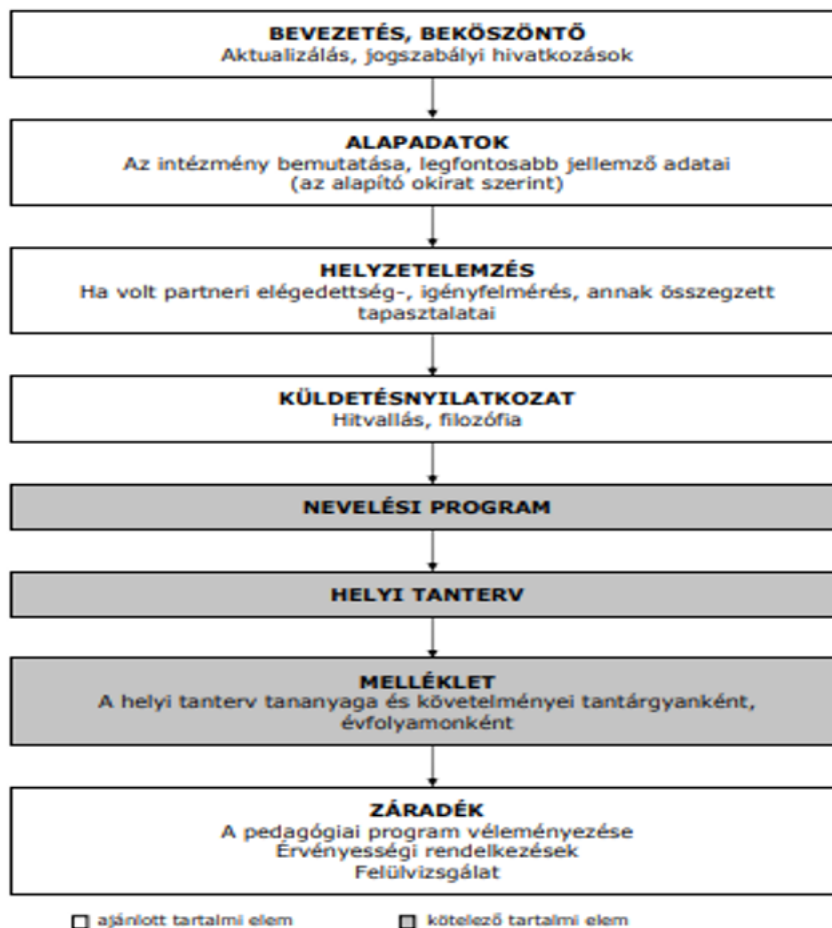 BEVEZETÉS, BEKÖSZÖNTŐ
Aktualizálás, jogszabályi hivatkozások
ALAPADATOK
Az intézmény bemutatása, legfontosabb jellemző adatai
(az alapító okirat szerint)
HELYZETELEMZÉS
Ha volt partneri elégedettség-, igényfelmérés, annak összegzett
tapasztalatai
KÜLDETÉSNYILATKOZAT
Hitvallás, filozófia
NEVELÉSI PROGRAM
HELYI TANTERV
MELLÉKLET
A helyi tanterv tananyaga és követelményei tantárgyanként,
évfolyamonként
ZÁRADÉK
A pedagógiai program véleményezése
Érvényességi rendelkezések
Felülvizsgálat
ajánlott tartalmi elem kötelező tartalmi elem